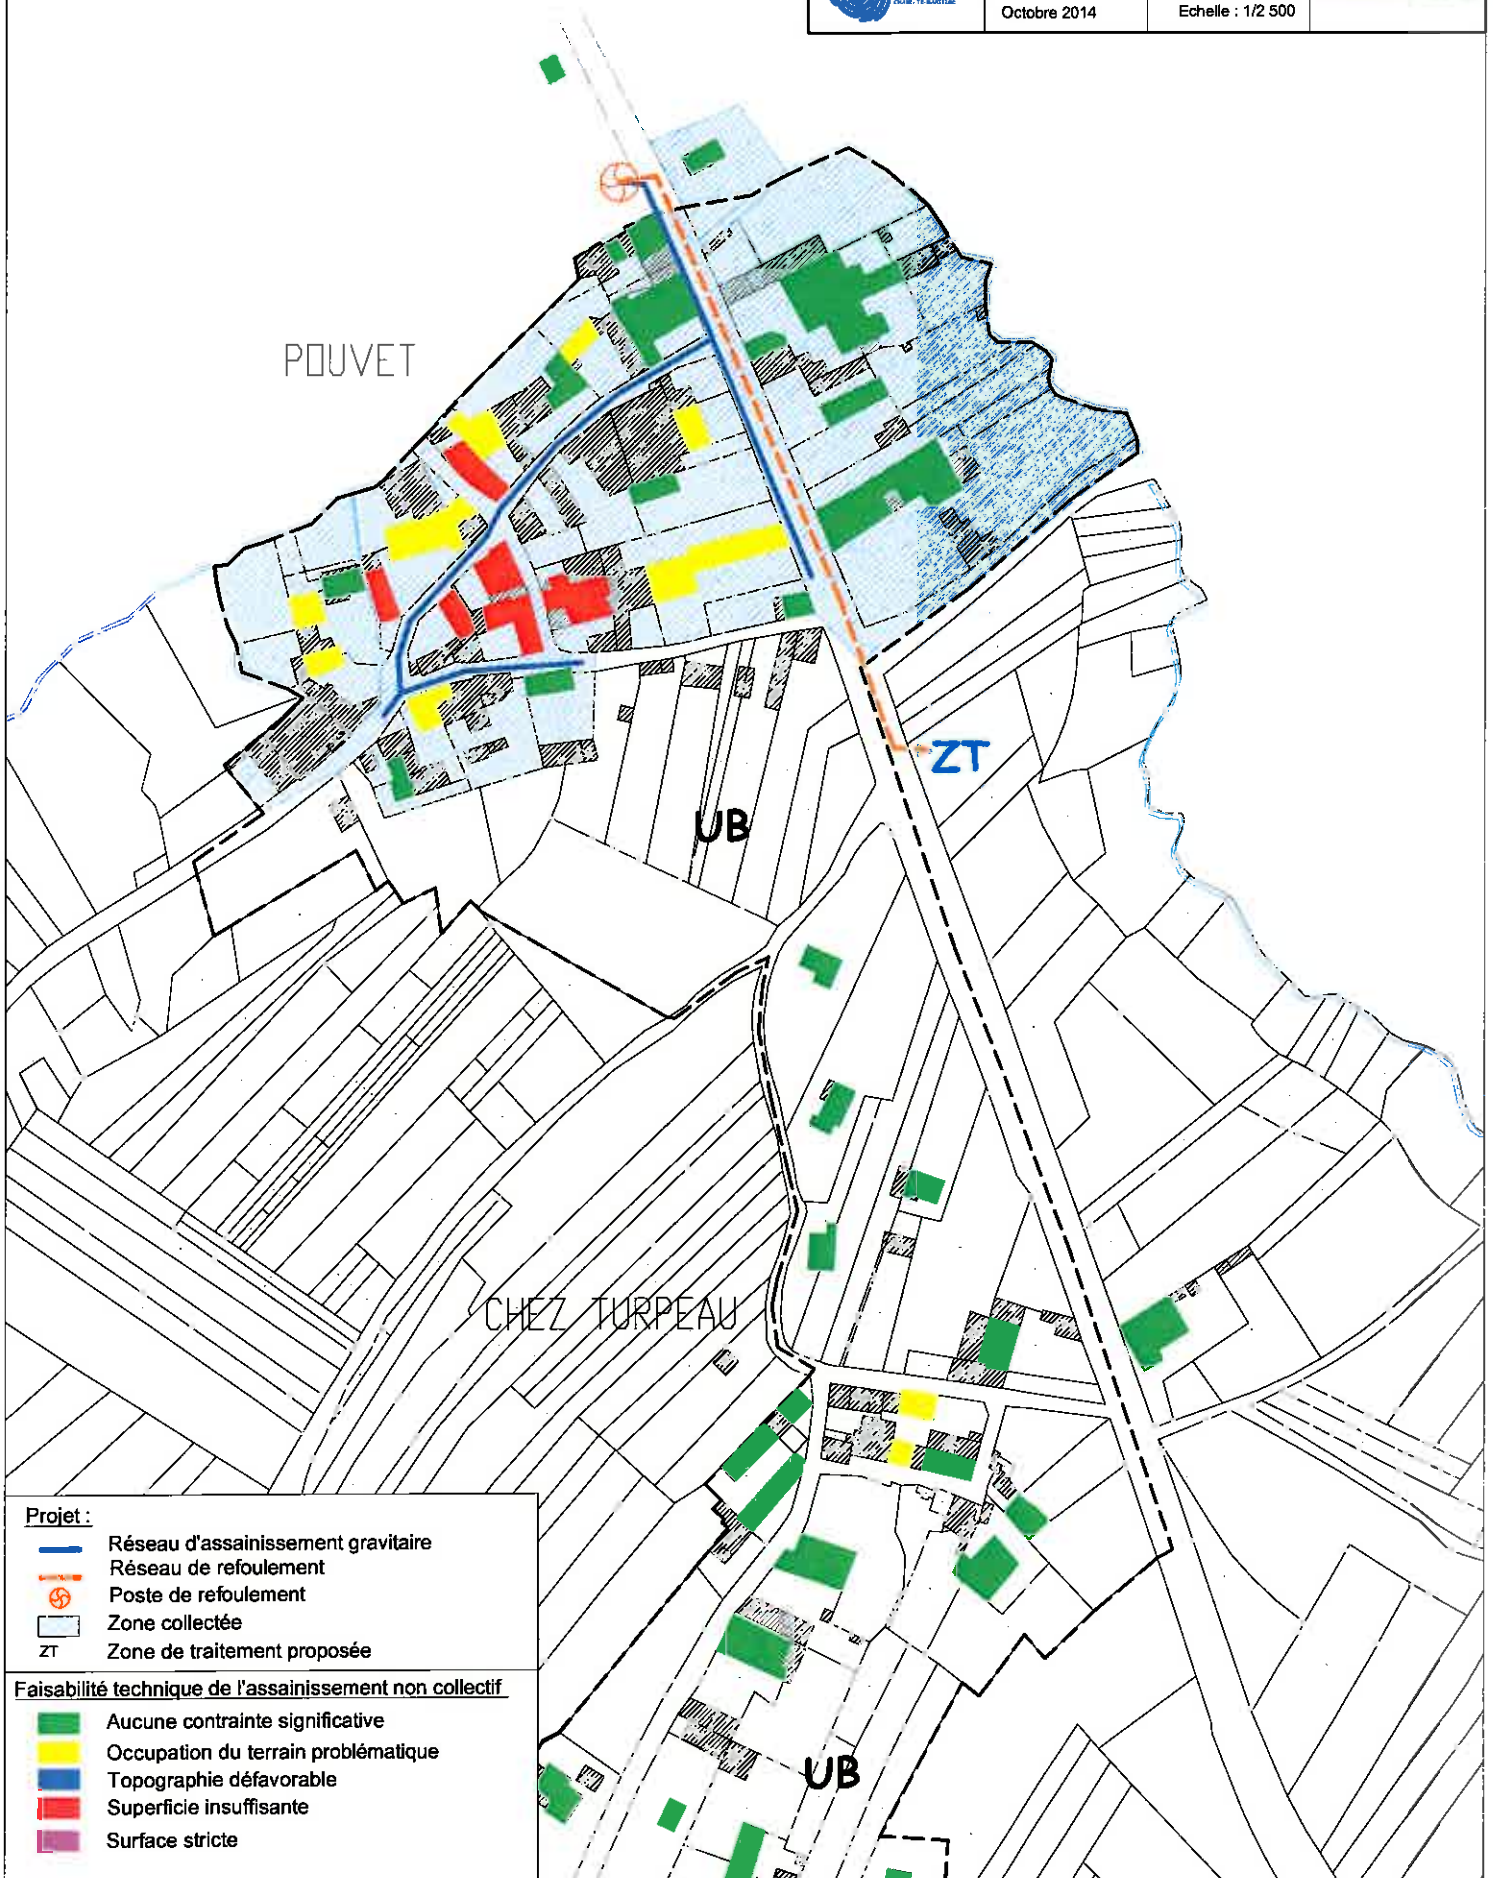 Octobre 2014
Echelle : 1/2 500
POUVET
ZT
UB
CHEZ TURPEAU
UB
Projet :
Réseau d'assainissement gravitaire
Réseau de refoulement
Poste de refoulement
Zone collectée
ZT Zone de traitement proposée
Faisabilité technique de l'assainissement non collectif
Aucune contrainte significative
Occupation du terrain problématique
Topographie défavorable
Superficie insuffisante
Surface stricte